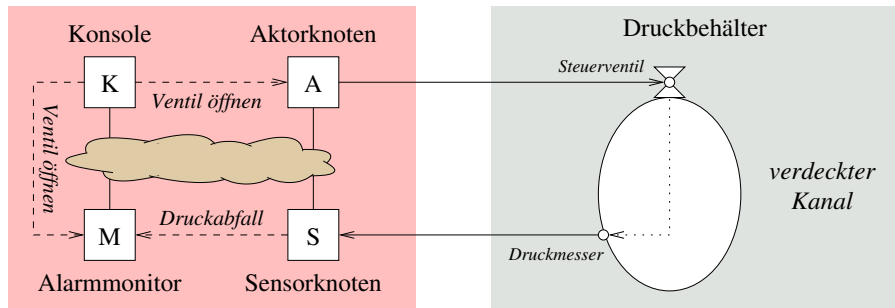 Konsole
Aktorknoten
Druckbehälter
K
Ventil öffnen
A
Steuerventil
Ventil öffnen
verdeckter
Kanal
M
Druckabfall
S
Druckmesser
Alarmmonitor
Sensorknoten